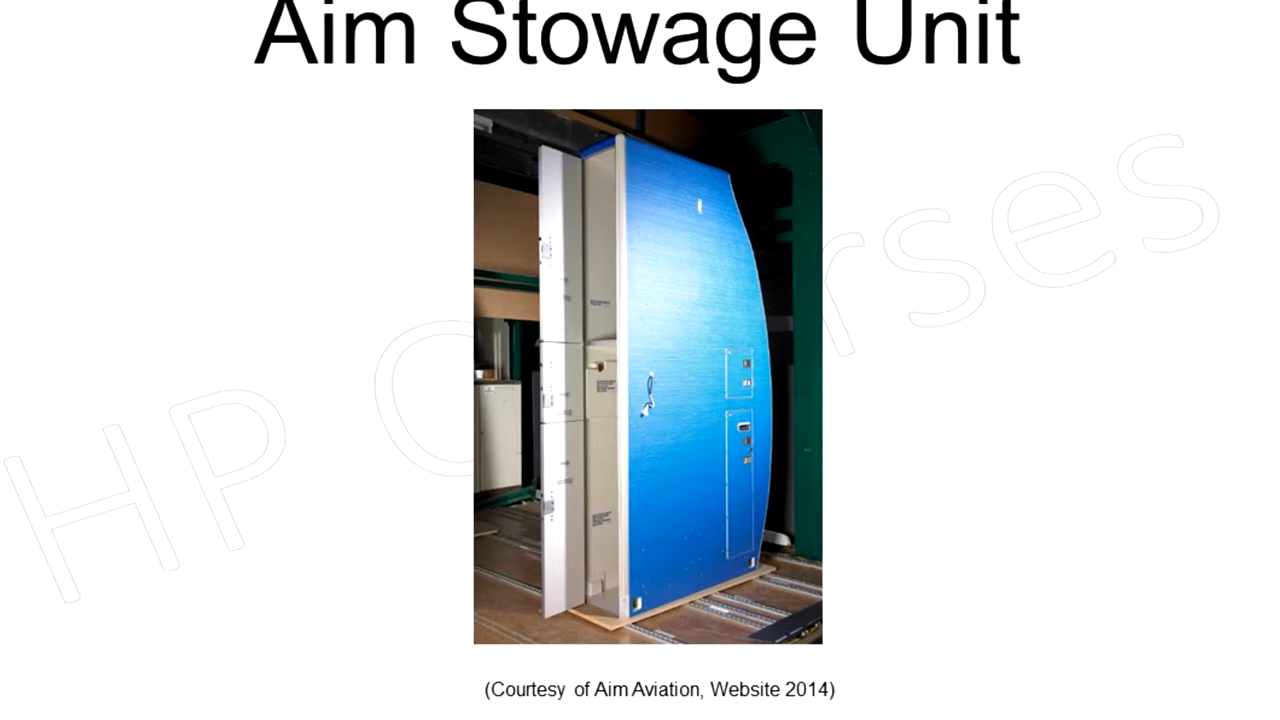 Aim Stowage Unit
HP Courses
(Courtesy of Aim Aviation, Website 2014)